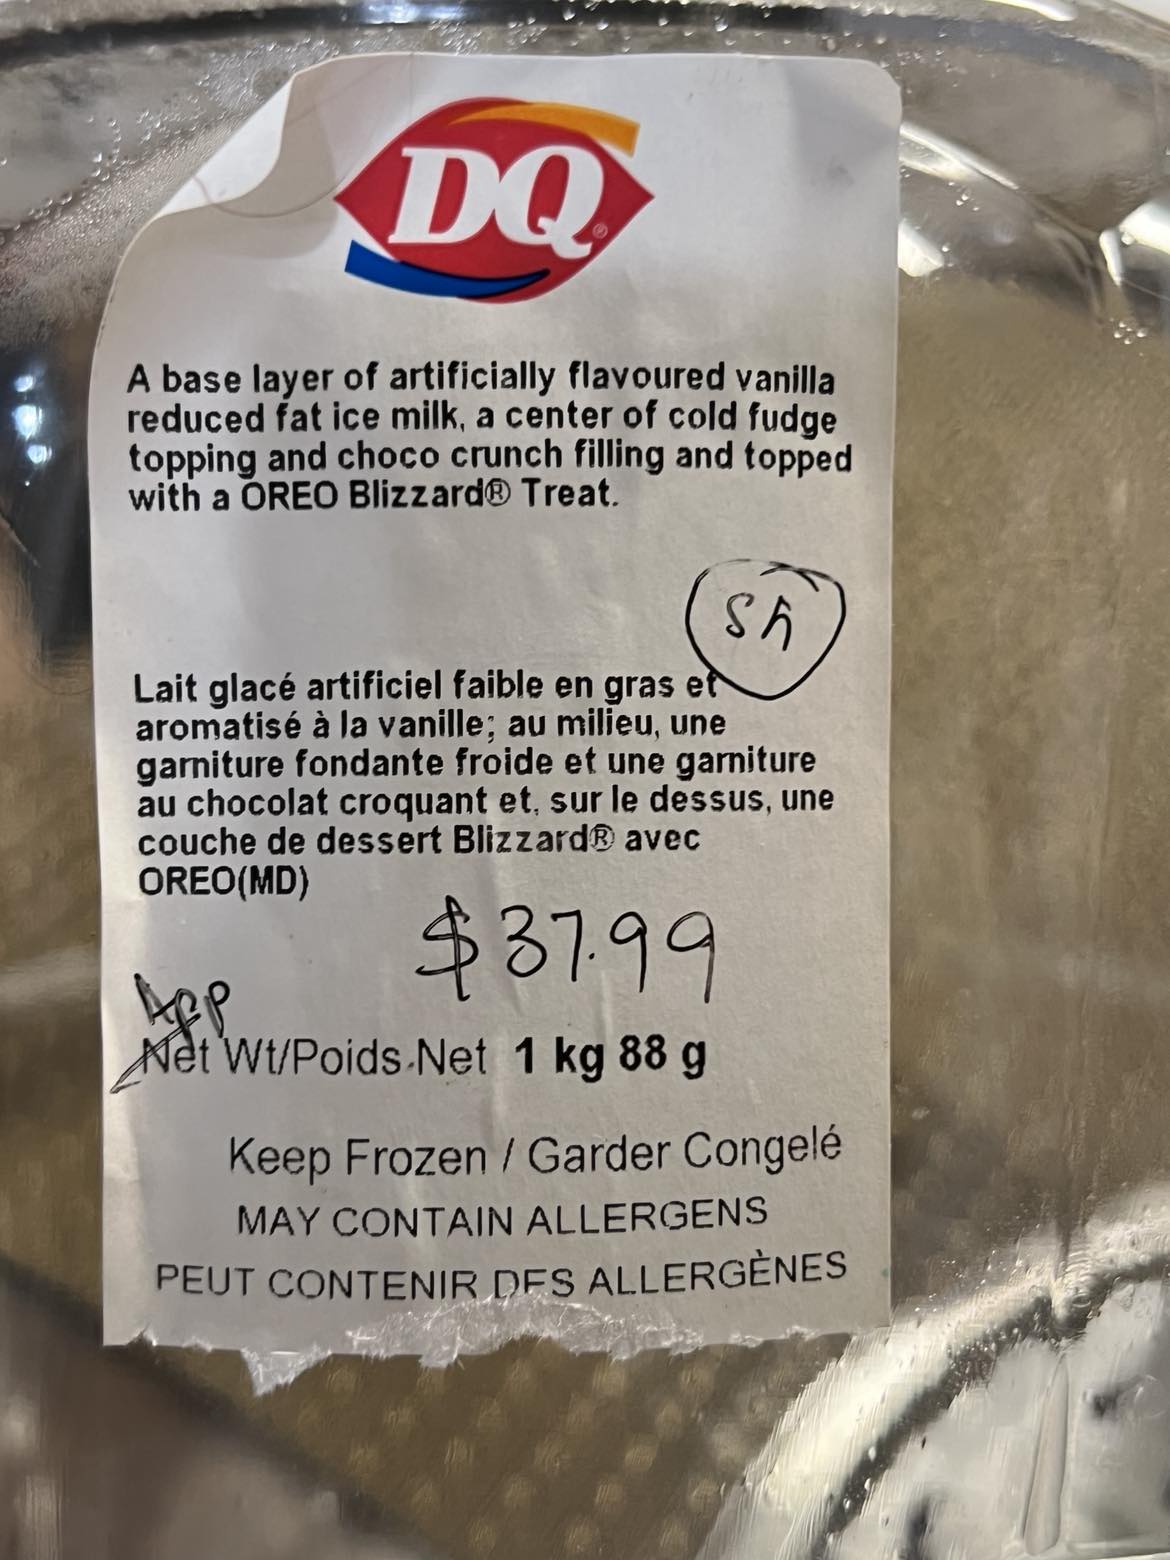 DQ®
A base layer of artificially flavoured vanilla
reduced fat ice milk, a center of cold fudge
topping and choco crunch filling and topped
with a OREO Blizzard® Treat.
Lait glacé artificiel faible en gras et
aromatisé à la vanille; au milieu, une
garniture fondante froide et une garniture
au chocolat croquant et, sur le dessus, une
couche de dessert Blizzard® avec
OREO(MD)
$37.99
App
Net Wt/Poids Net 1 kg 88 g
Keep Frozen / Garder Congelé
MAY CONTAIN ALLERGENS
PEUT CONTENIR DES ALLERGÈNES